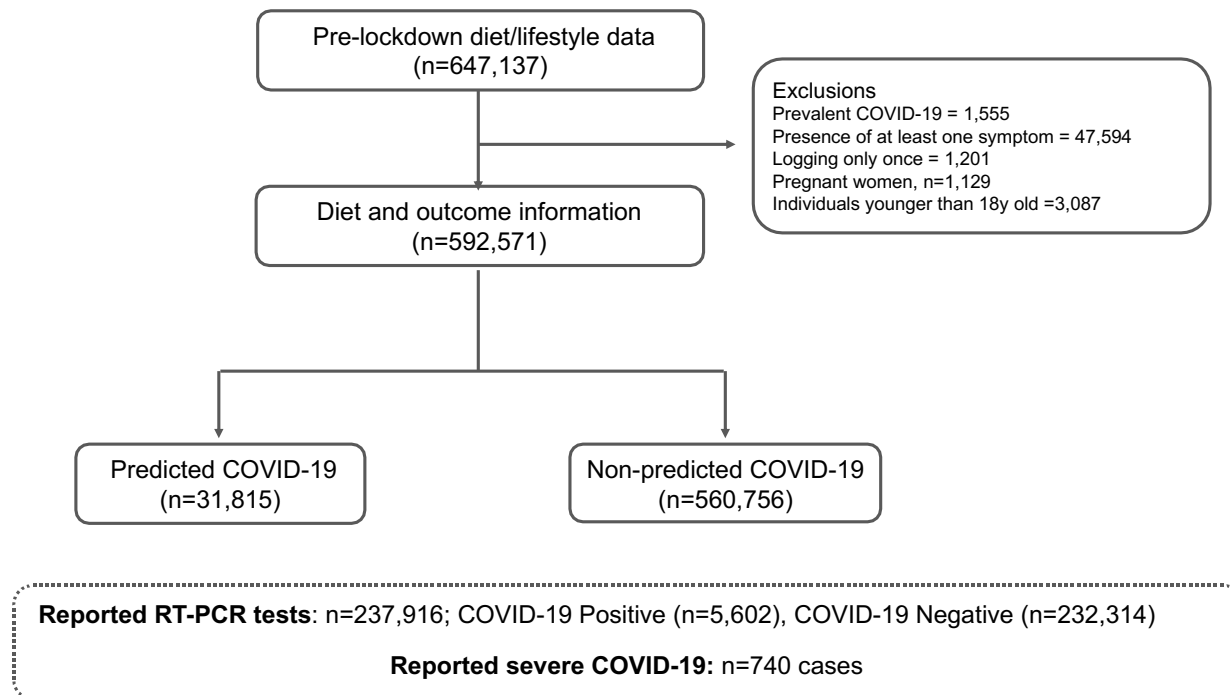 Pre-lockdown diet/lifestyle data
(n=647,137)
Exclusions
Prevalent COVID-19 = 1,555
Presence of at least one symptom = 47,594
Logging only once = 1,201
Pregnant women, n=1,129
Individuals younger than 18y old =3,087
Diet and outcome information
(n=592,571)
Predicted COVID-19
(n=31,815)
Non-predicted COVID-19
(n=560,756)
Reported RT-PCR tests: n=237,916; COVID-19 Positive (n=5,602), COVID-19 Negative (n=232,314)
Reported severe COVID-19: n=740 cases